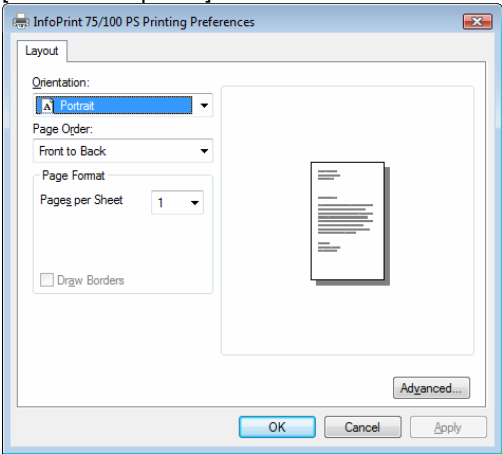 InfoPrint 75/100 PS Printing Preferences
Layout
Orientation:
A Portrait
Page Order:
Front to Back
Page Format
Pages per Sheet 1
Draw Borders
Advanced...
OK Cancel Apply